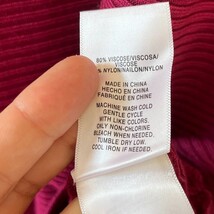 60% VISCOSE/VISCOSA/
VISCOSE
% NYLON/NAILON/NYLON
MADE IN CHINA
HECHO EN CHINA
FABRIQUÉ EN CHINE
MACHINE WASH COLD
GENTLE CYCLE
WITH LIKE COLORS.
ONLY NON-CHLORINE
BLEACH WHEN NEEDED.
TUMBLE DRY LOW.
COOL IRON IF NEEDED.